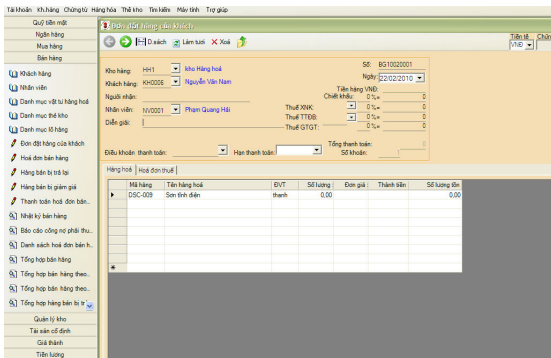 Tài khoản Kh.hàng Chứng từ Hàng hóa Thẻ kho Tìm kiếm Máy tính Trợ giúp
Quỹ tiền mặt
Ngân hàng
Mua hàng
Bán hàng
Khách hàng
Nhân viên
Danh mục vật tư hàng hoá
Danh mục thẻ kho
Danh mục lô hàng
Đơn đặt hàng của khách
Hoá đơn bán hàng
Hàng bán bị trả lại
Hàng bán bị giảm giá
Thanh toán hoá đơn bán..
Nhật ký bán hàng
Báo cáo công nợ phải thu..
Danh sách hoá đơn bán h..
Tổng hợp bán hàng
Tổng hợp bán hàng theo..
Tổng hợp bán hàng theo..
Tổng hợp hàng bán bị tr
Quản lý kho
Tài sản cố định
Giá thành
Tiền lương
Đơn đặt hàng của khách
D.sách Làm tươi Xoá
Tiền tệ Chứn
VNĐ
Kho hàng: HH1 kho Hàng hoá
Số: BG10020001
Khách hàng: KH0006 Nguyễn Văn Nam
Ngày: 22/02/2010
Người nhận:
Tiền hàng VNĐ:
Chiết khấu: 0 %= 0
Nhân viên: NV0001 Phạm Quang Hải
Thuế XNK: 0 %= 0
Diễn giải:
Thuế TTĐB: 0 %= 0
Thuế GTGT: 0 %= 0
Tổng thanh toán: 0
Điều khoản thanh toán: Hạn thanh toán: Số khoản:
Hàng hoá Hoá đơn thuế
Mã hàng Tên hàng hoá ĐVT Số lượng Đơn giá Thành tiền Số lượng tồn
DSC-009 Sơn tĩnh điện thanh 0,00 0,00